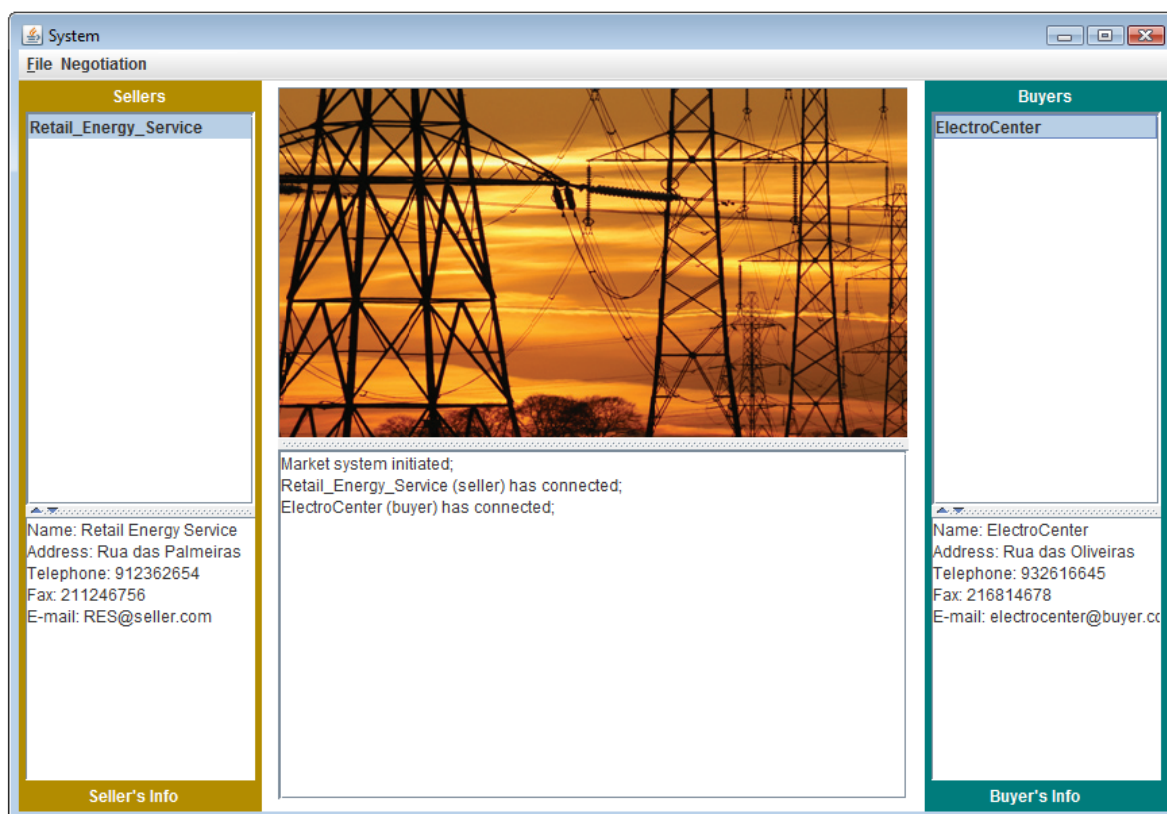 System
File Negotiation
Sellers
Retail_Energy_Service
Name: Retail Energy Service
Address: Rua das Palmeiras
Telephone: 912362654
Fax: 211246756
E-mail: RES@seller.com
Seller's Info
Market system initiated;
Retail_Energy_Service (seller) has connected;
ElectroCenter (buyer) has connected;
Buyers
ElectroCenter
Name: ElectroCenter
Address: Rua das Oliveiras
Telephone: 932616645
Fax: 216814678
E-mail: electrocenter@buyer.cc
Buyer's Info